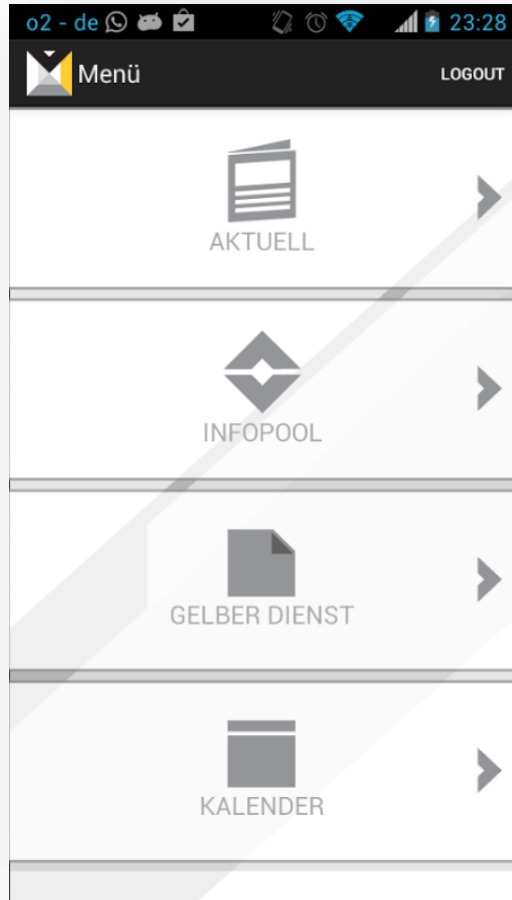 o2 - de 23:28
Menü LOGOUT
AKTUELL
INFOPOOL
GELBER DIENST
KALENDER